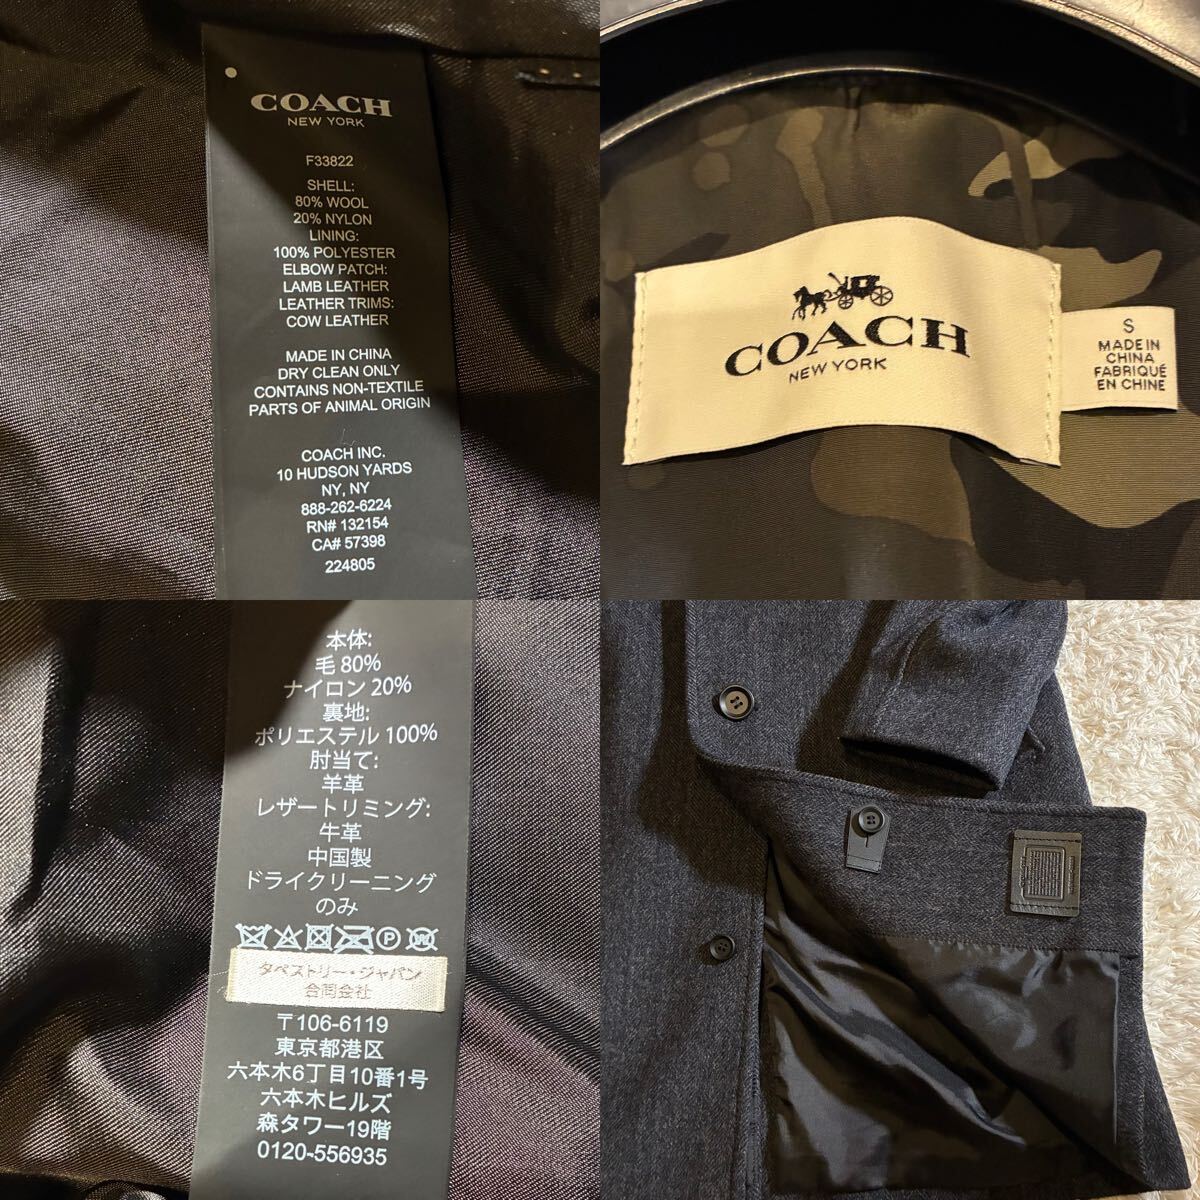 COACH
NEW YORK
F33822
SHELL:
80% WOOL
20% NYLON
LINING:
100% POLYESTER
ELBOW PATCH:
LAMB LEATHER
LEATHER TRIMS:
COW LEATHER
MADE IN CHINA
DRY CLEAN ONLY
CONTAINS NON-TEXTILE
PARTS OF ANIMAL ORIGIN
COACH INC.
10 HUDSON YARDS
NY, NY
888-262-6224
RN# 132154
CA# 57398
224805
COACH
NEW YORK
S
MADE IN
CHINA
FABRIQUÉ
EN CHINE
本体:
毛 80%
ナイロン 20%
裏地:
ポリエステル 100%
肘当て:
羊革
レザートリミング:
牛革
中国製
ドライクリーニング
のみ
P W
タペストリー・ジャパン
合同会社
〒106-6119
東京都港区
六本木6丁目10番1号
六本木ヒルズ
森タワー19階
0120-556935